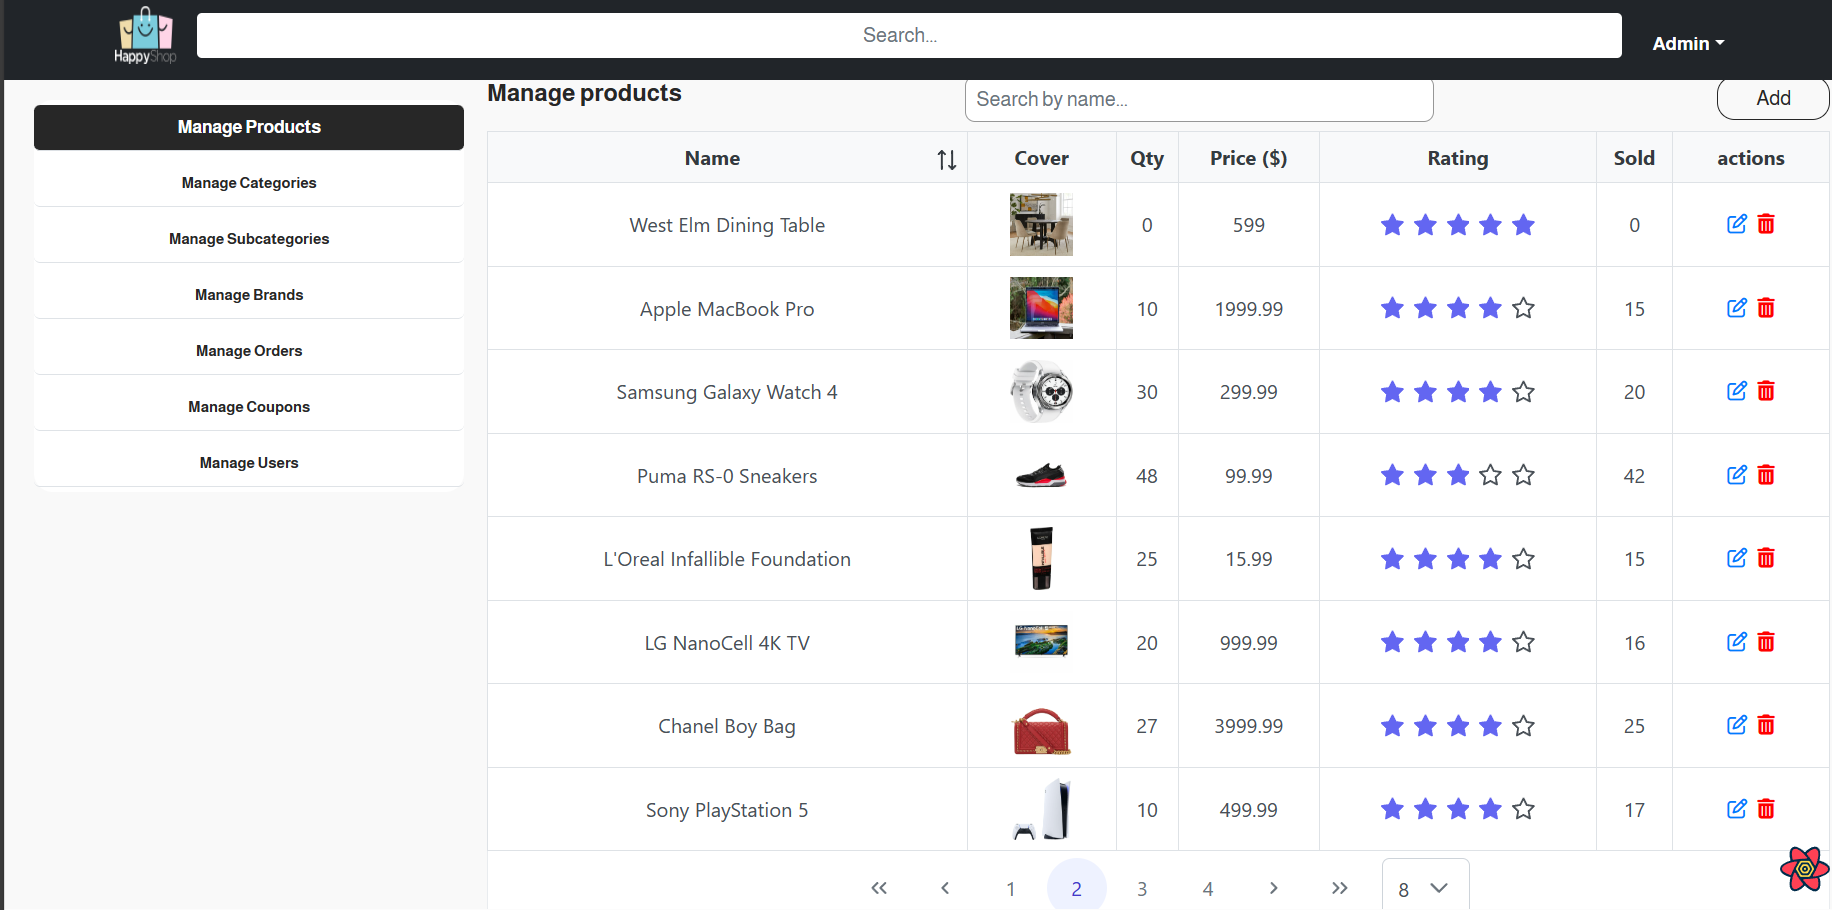 HappyShop
Search...
Admin
Manage Products
Manage Categories
Manage Subcategories
Manage Brands
Manage Orders
Manage Coupons
Manage Users
Manage products
Search by name...
Add
Name Cover Qty Price ($) Rating Sold actions
West Elm Dining Table 0 599 0
Apple MacBook Pro 10 1999.99 15
Samsung Galaxy Watch 4 30 299.99 20
Puma RS-0 Sneakers 48 99.99 42
L'Oreal Infallible Foundation 25 15.99 15
LG NanoCell 4K TV 20 999.99 16
Chanel Boy Bag 27 3999.99 25
Sony PlayStation 5 10 499.99 17
« ‹ 1 2 3 4 › » 8